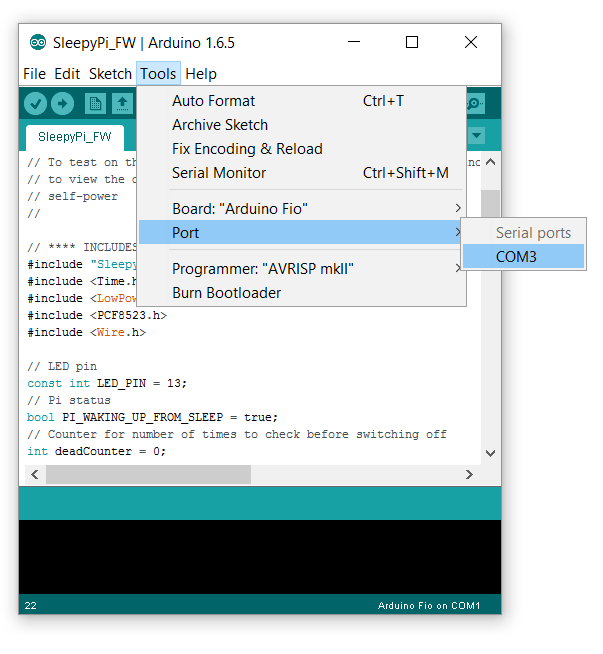 SleepyPi_FW | Arduino 1.6.5
File Edit Sketch Tools Help
Auto Format Ctrl+T
Archive Sketch
Fix Encoding & Reload
Serial Monitor Ctrl+Shift+M
Board: "Arduino Fio"
Port
Serial ports
COM3
Programmer: "AVRISP mkII"
Burn Bootloader
SleepyPi_FW
// To test on th
// to view the
// self-power
//
// **** INCLUDES
#include "Sleepy
#include <Time.h
#include <LowPow
#include <PCF8523.h>
#include <Wire.h>
// LED pin
const int LED_PIN = 13;
// Pi status
bool PI_WAKING_UP_FROM_SLEEP = true;
// Counter for number of times to check before switching off
int deadCounter = 0;
22
Arduino Fio on COM1